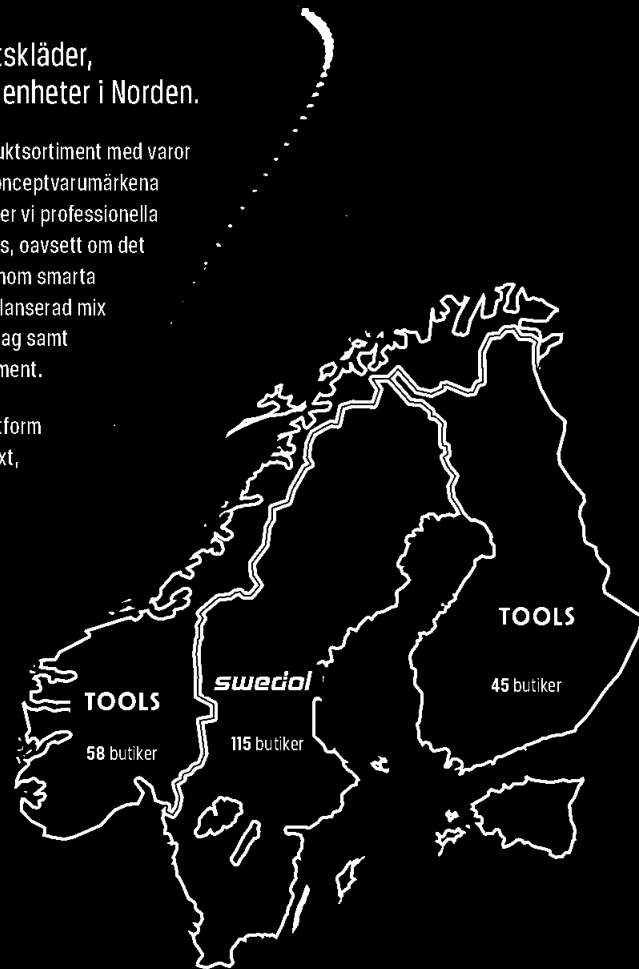 tskläder,
enheter i Norden.
uktsortiment med varor
onceptvarumärkena
er vi professionella
s, oavsett om det
nom smarta
lanserad mix
ag samt
ment.
tform
xt,
TOOLS
45 butiker
swedol
115 butiker
TOOLS
58 butiker